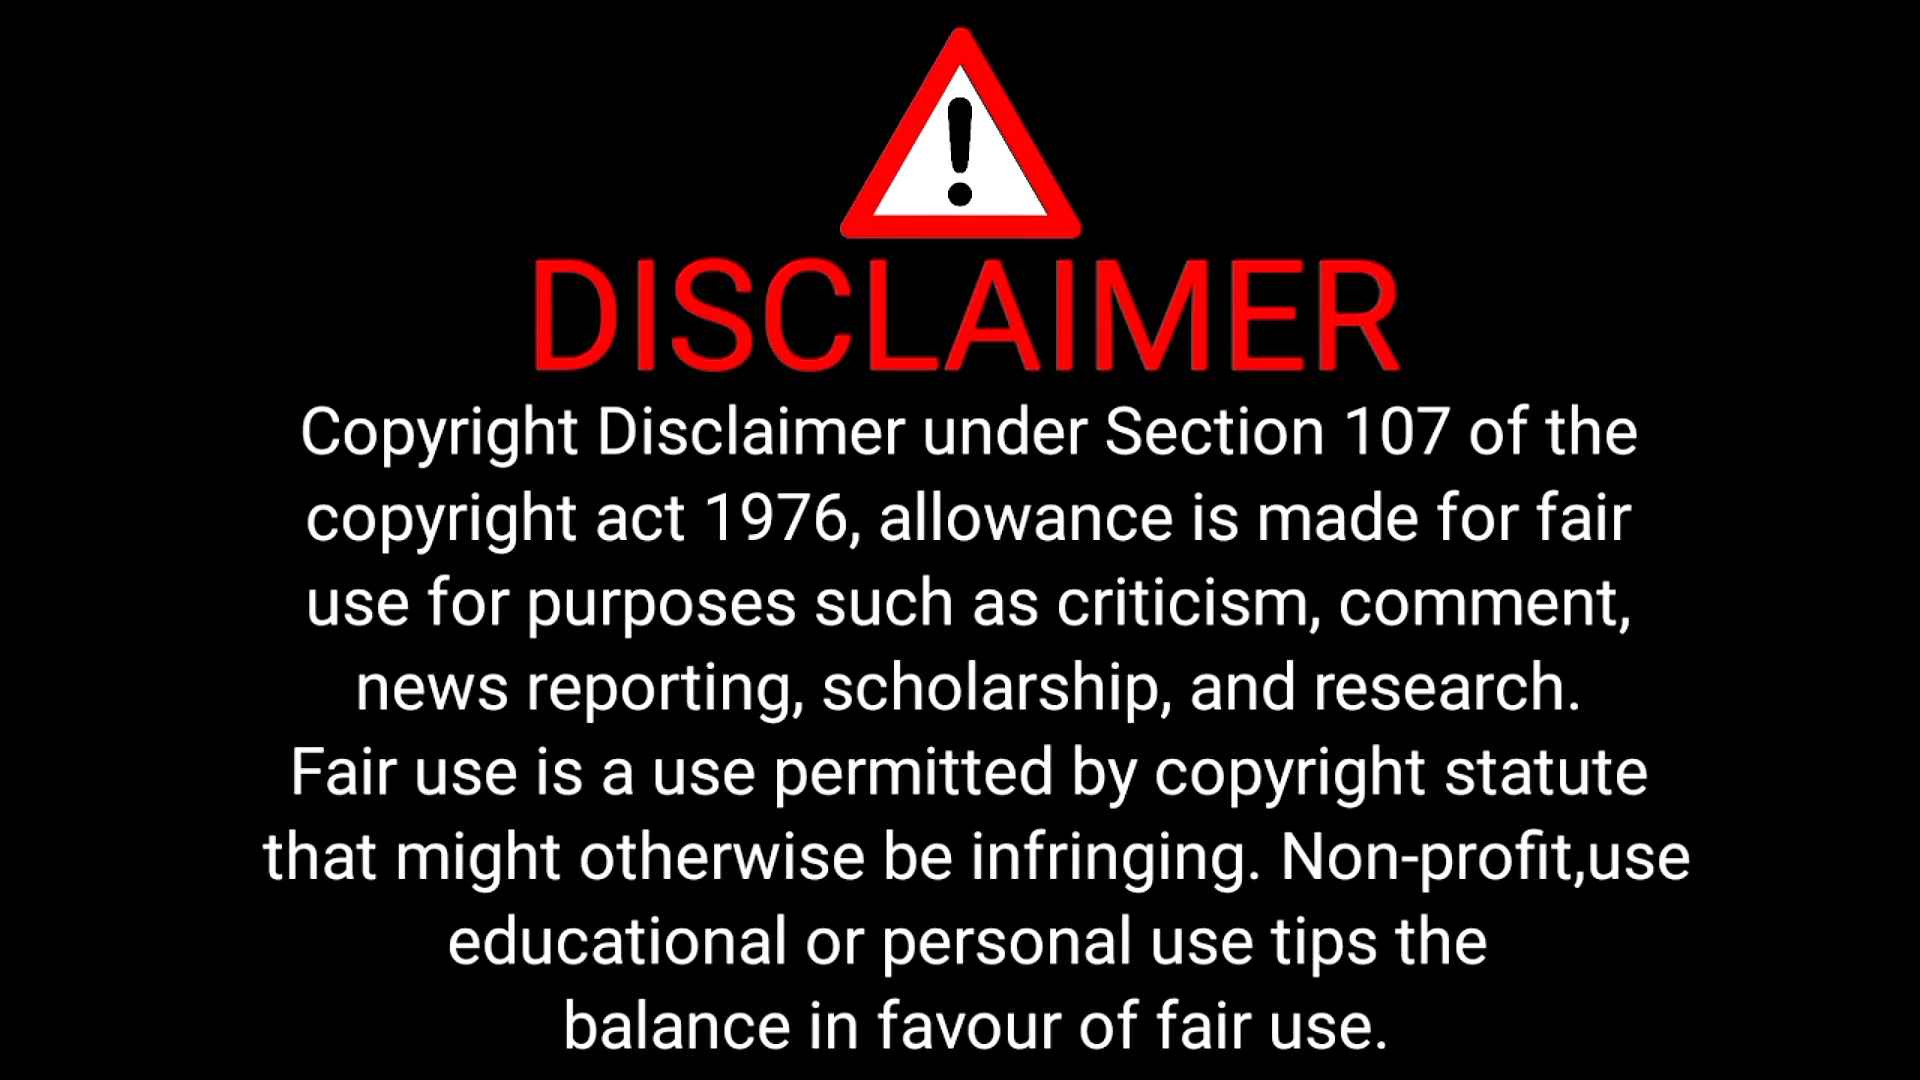 DISCLAIMER
Copyright Disclaimer under Section 107 of the
copyright act 1976, allowance is made for fair
use for purposes such as criticism, comment,
news reporting, scholarship, and research.
Fair use is a use permitted by copyright statute
that might otherwise be infringing. Non-profit,use
educational or personal use tips the
balance in favour of fair use.